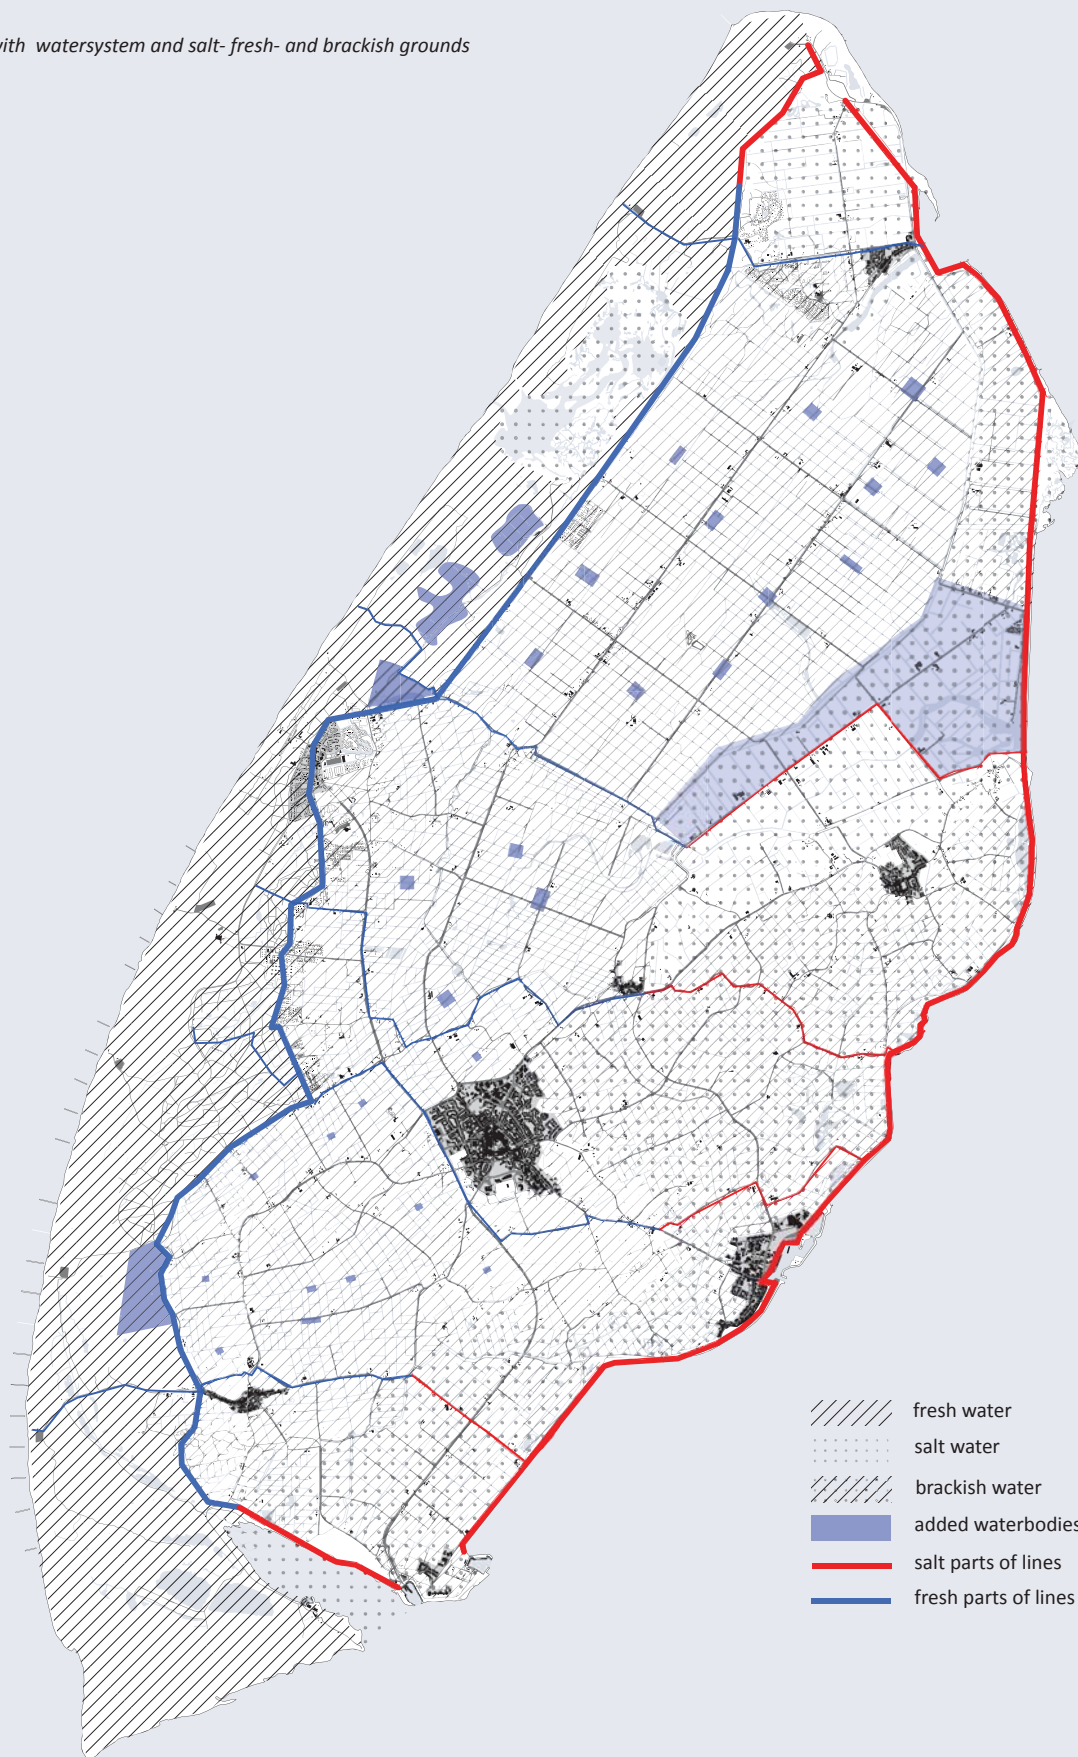 with watersystem and salt- fresh- and brackish grounds
fresh water
salt water
brackish water
added waterbodies
salt parts of lines
fresh parts of lines